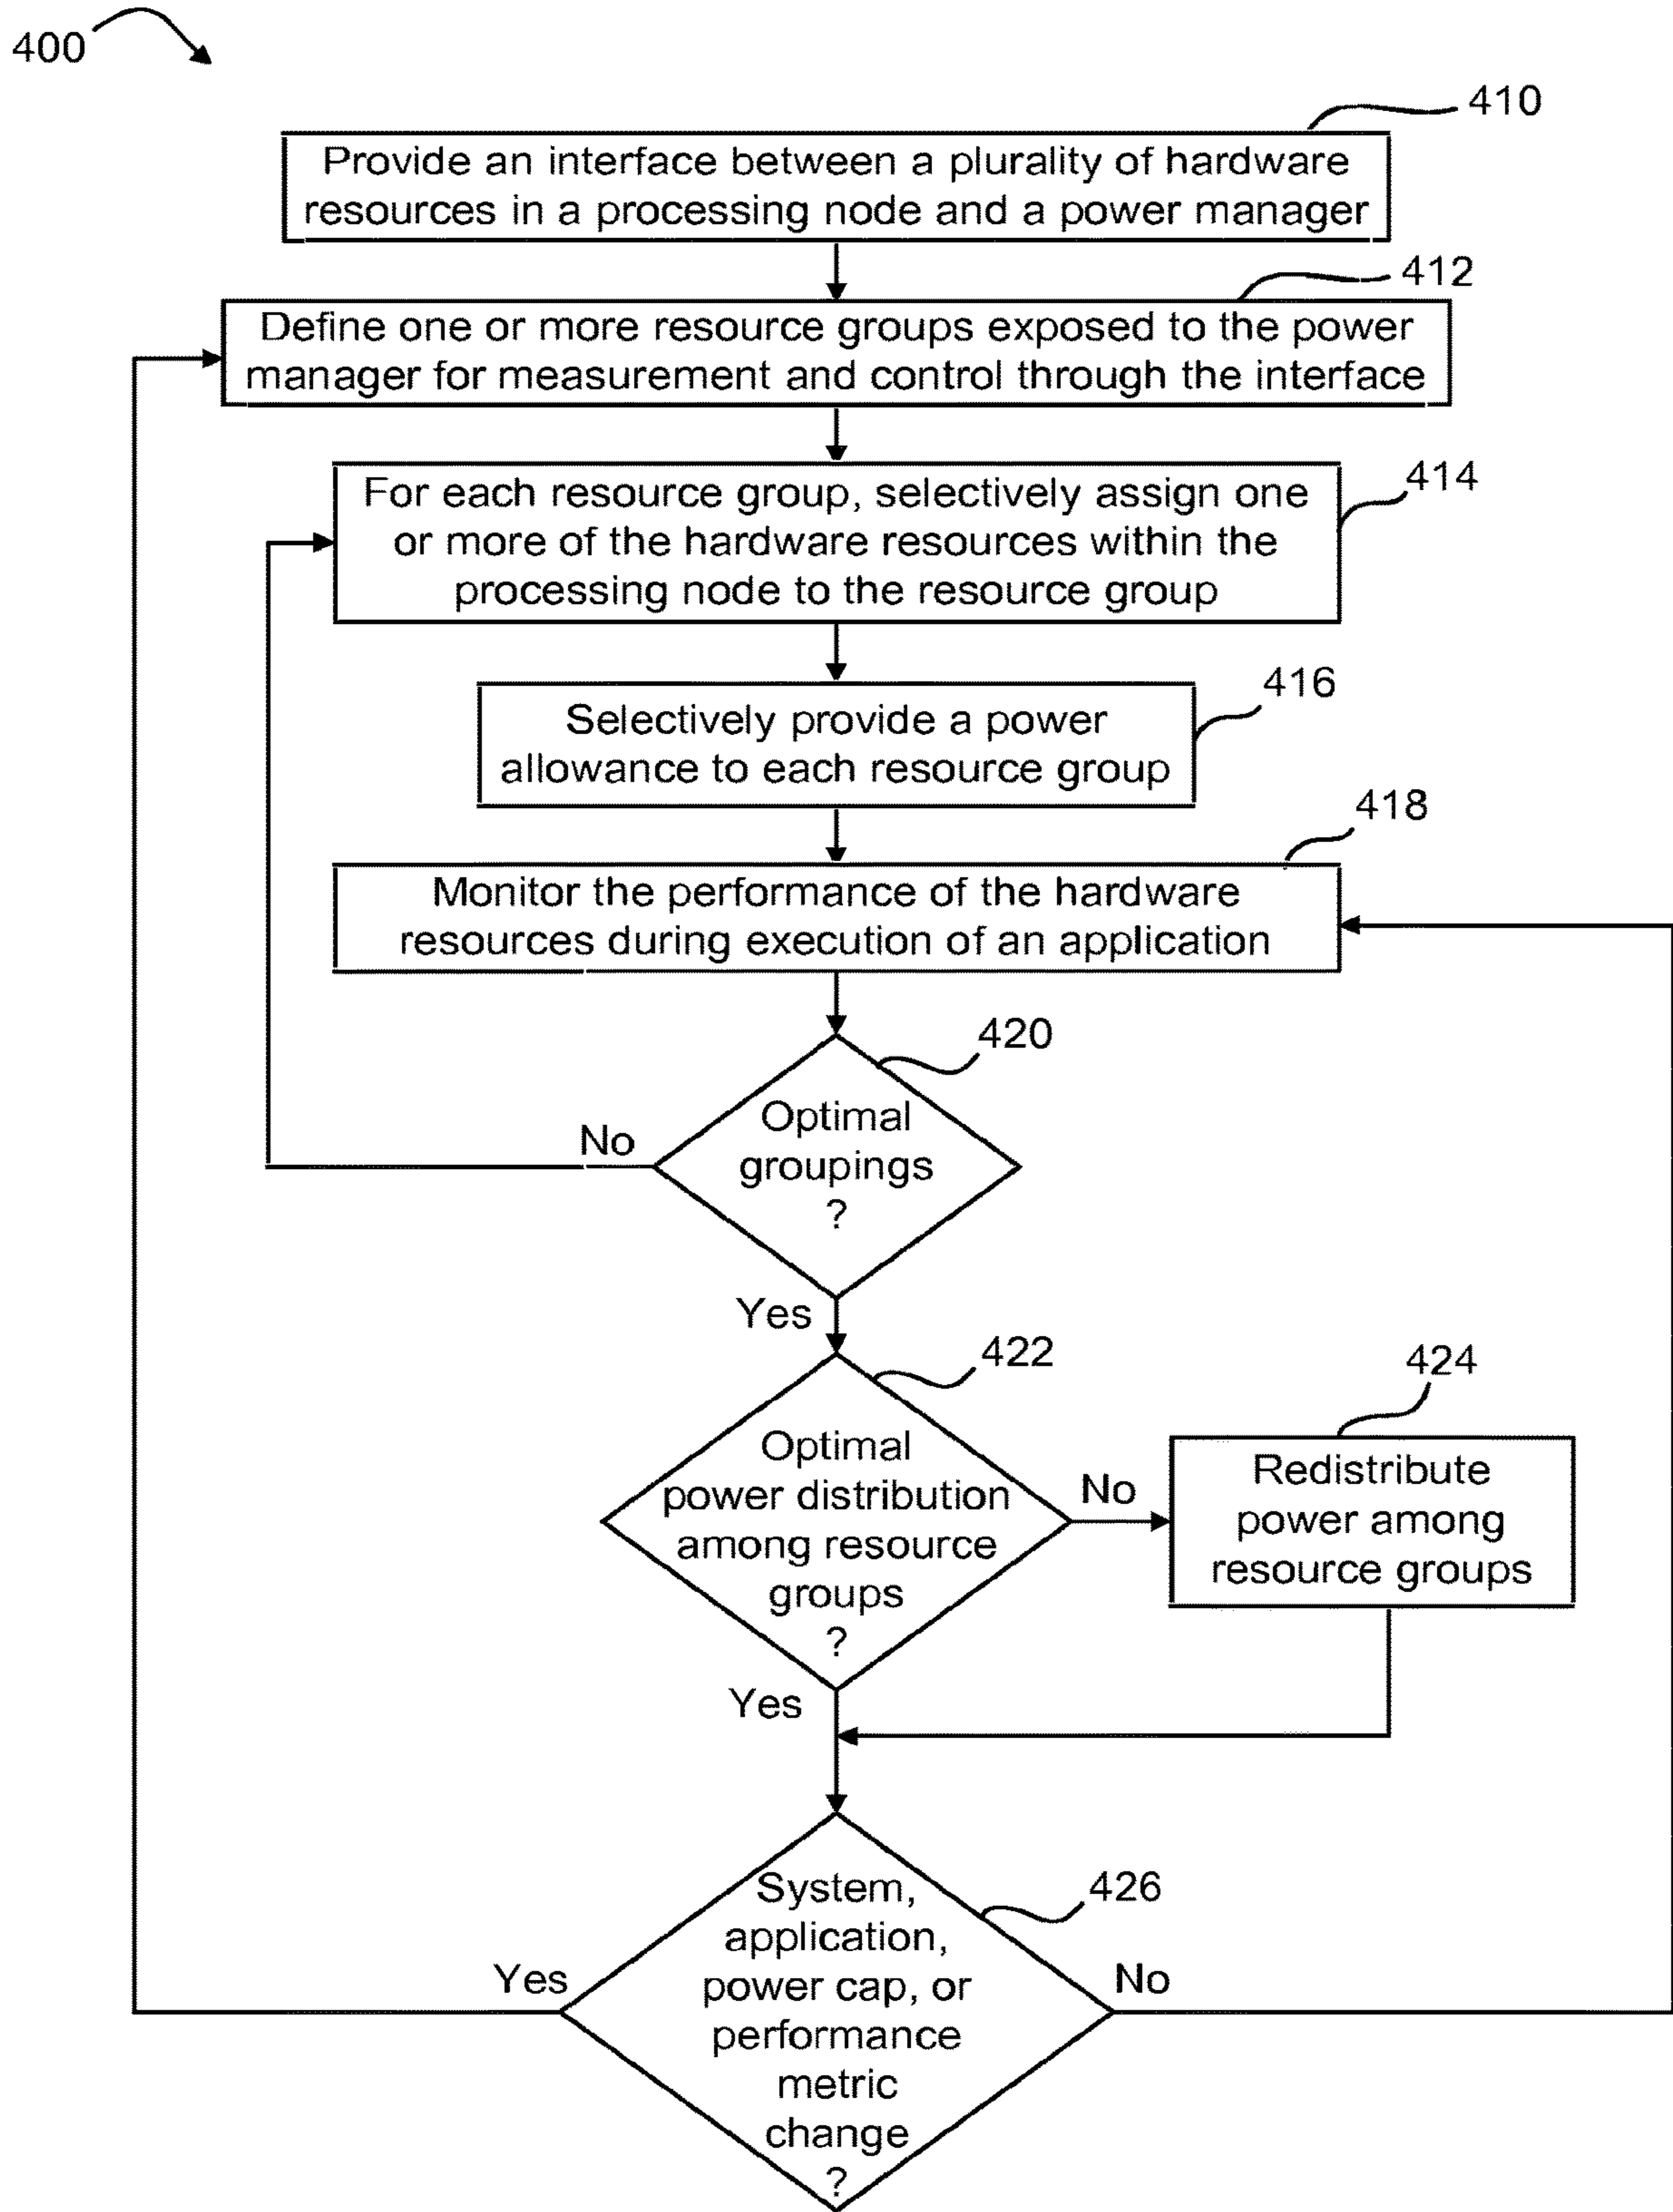 400
410
Provide an interface between a plurality of hardware
resources in a processing node and a power manager
412
Define one or more resource groups exposed to the power
manager for measurement and control through the interface
414
For each resource group, selectively assign one
or more of the hardware resources within the
processing node to the resource group
416
Selectively provide a power
allowance to each resource group
418
Monitor the performance of the hardware
resources during execution of an application
420
Optimal
groupings
?
No
Yes
422
Optimal
power distribution
among resource
groups
?
No
424
Redistribute
power among
resource groups
Yes
426
System,
application,
power cap, or
performance
metric
change
?
Yes
No